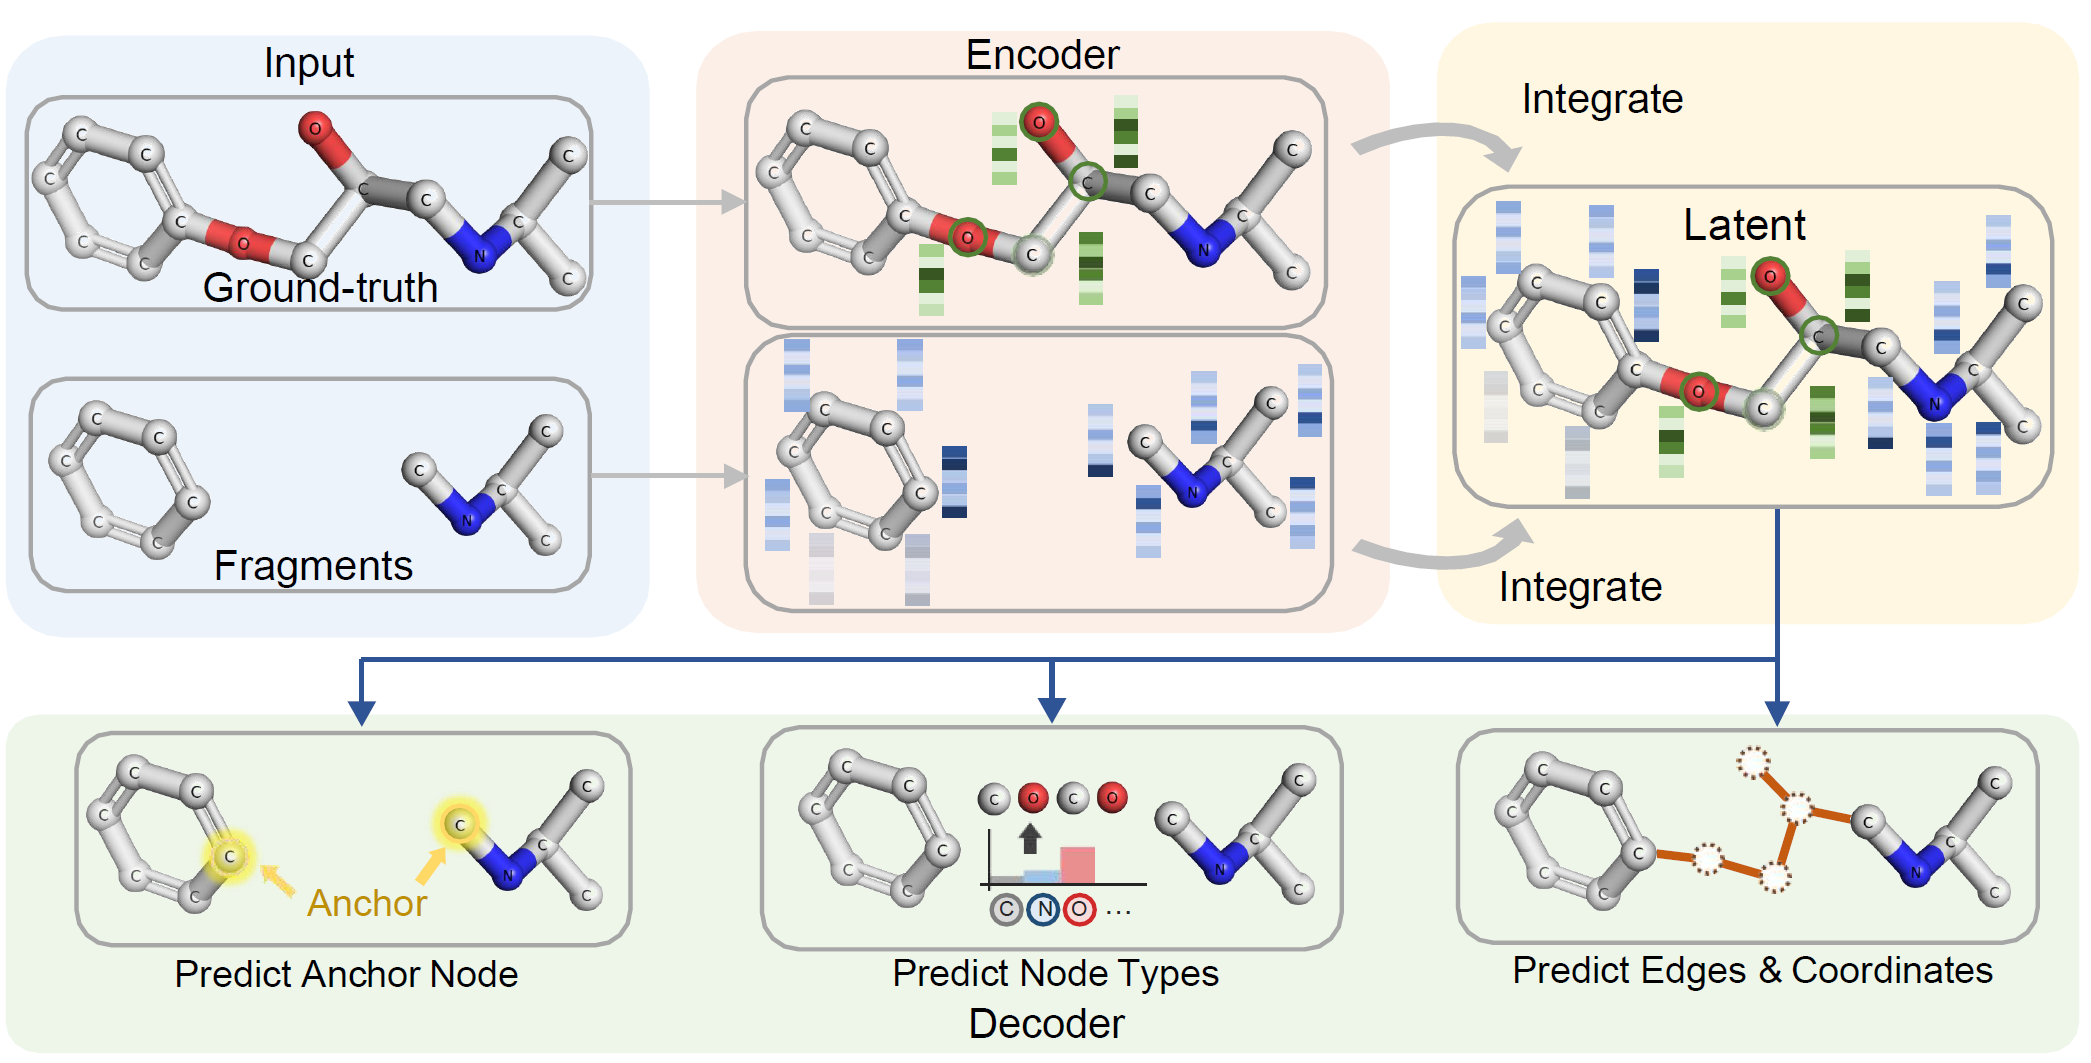 Input
Encoder
Integrate
C C C C C C O O C C C N C C C
Ground-truth
C C C C C C O O C C C N C C C
Latent
C C C C C C O O C C C N C C C
C C C C C C C N C C C
Fragments
C C C C C C C N C C C
Integrate
C C C C C C C N C C C
Anchor
C C C C C C C N C C C
C O C O
C N O ...
C C C C C C C N C C C
Predict Anchor Node
Predict Node Types
Predict Edges & Coordinates
Decoder